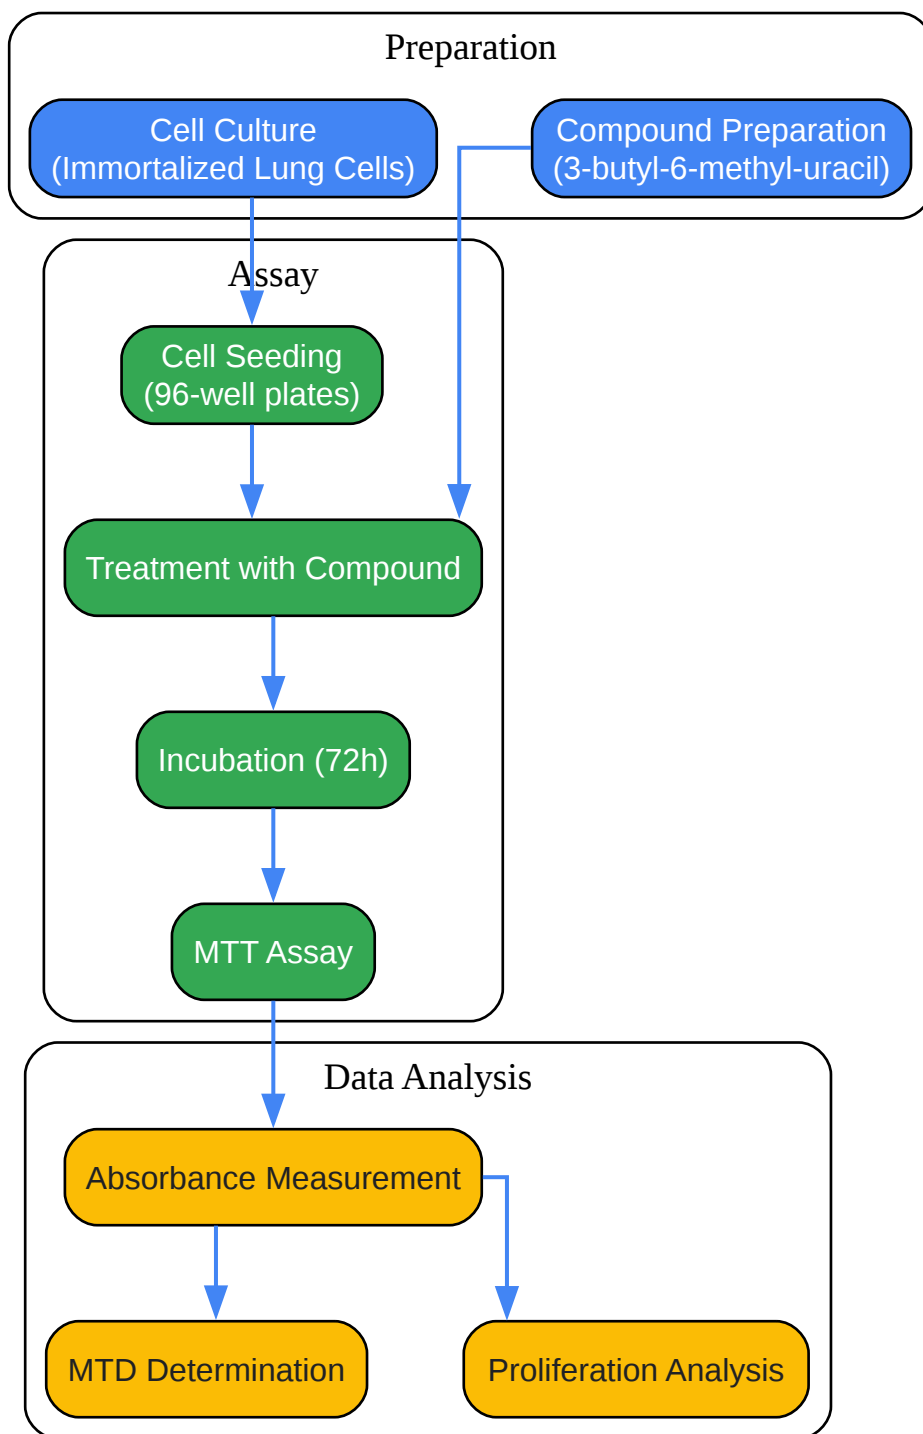 Preparation
Cell Culture
(Immortalized Lung Cells)
Compound Preparation
(3-butyl-6-methyl-uracil)
Assay
Cell Seeding
(96-well plates)
Treatment with Compound
Incubation (72h)
MTT Assay
Data Analysis
Absorbance Measurement
MTD Determination
Proliferation Analysis